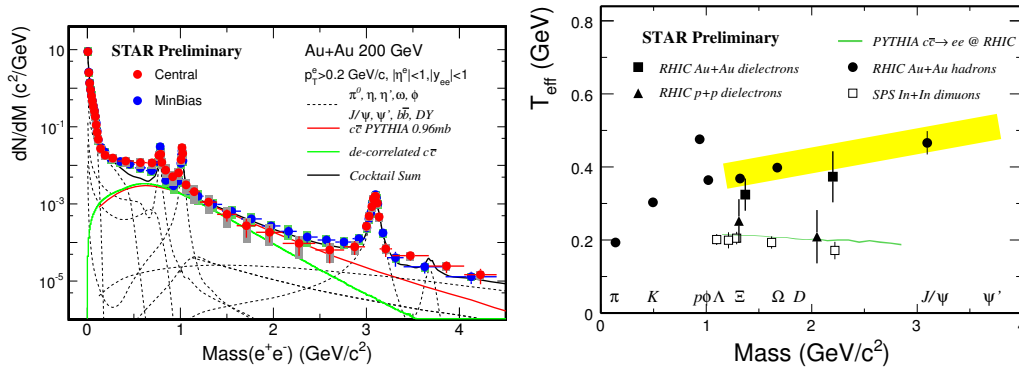 STAR Preliminary
Au+Au 200 GeV
p_T^e>0.2 GeV/c, |η^e|<1,|y_ee|<1
Central
MinBias
π⁰, η, η', ω, φ
J/ψ, ψ', bb̄, DY
cc̄ PYTHIA 0.96mb
de-correlated cc̄
Cocktail Sum
dN/dM (c²/GeV)
10
10⁻¹
10⁻³
10⁻⁵
0 1 2 3 4
Mass(e⁺e⁻) (GeV/c²)
STAR Preliminary
PYTHIA cc̄→ ee @ RHIC
RHIC Au+Au dielectrons
RHIC Au+Au hadrons
RHIC p+p dielectrons
SPS In+In dimuons
T_eff (GeV)
0.8
0.6
0.4
0.2
0
π K pφ Λ Ξ Ω D J/ψ ψ'
0 1 2 3 4
Mass (GeV/c²)